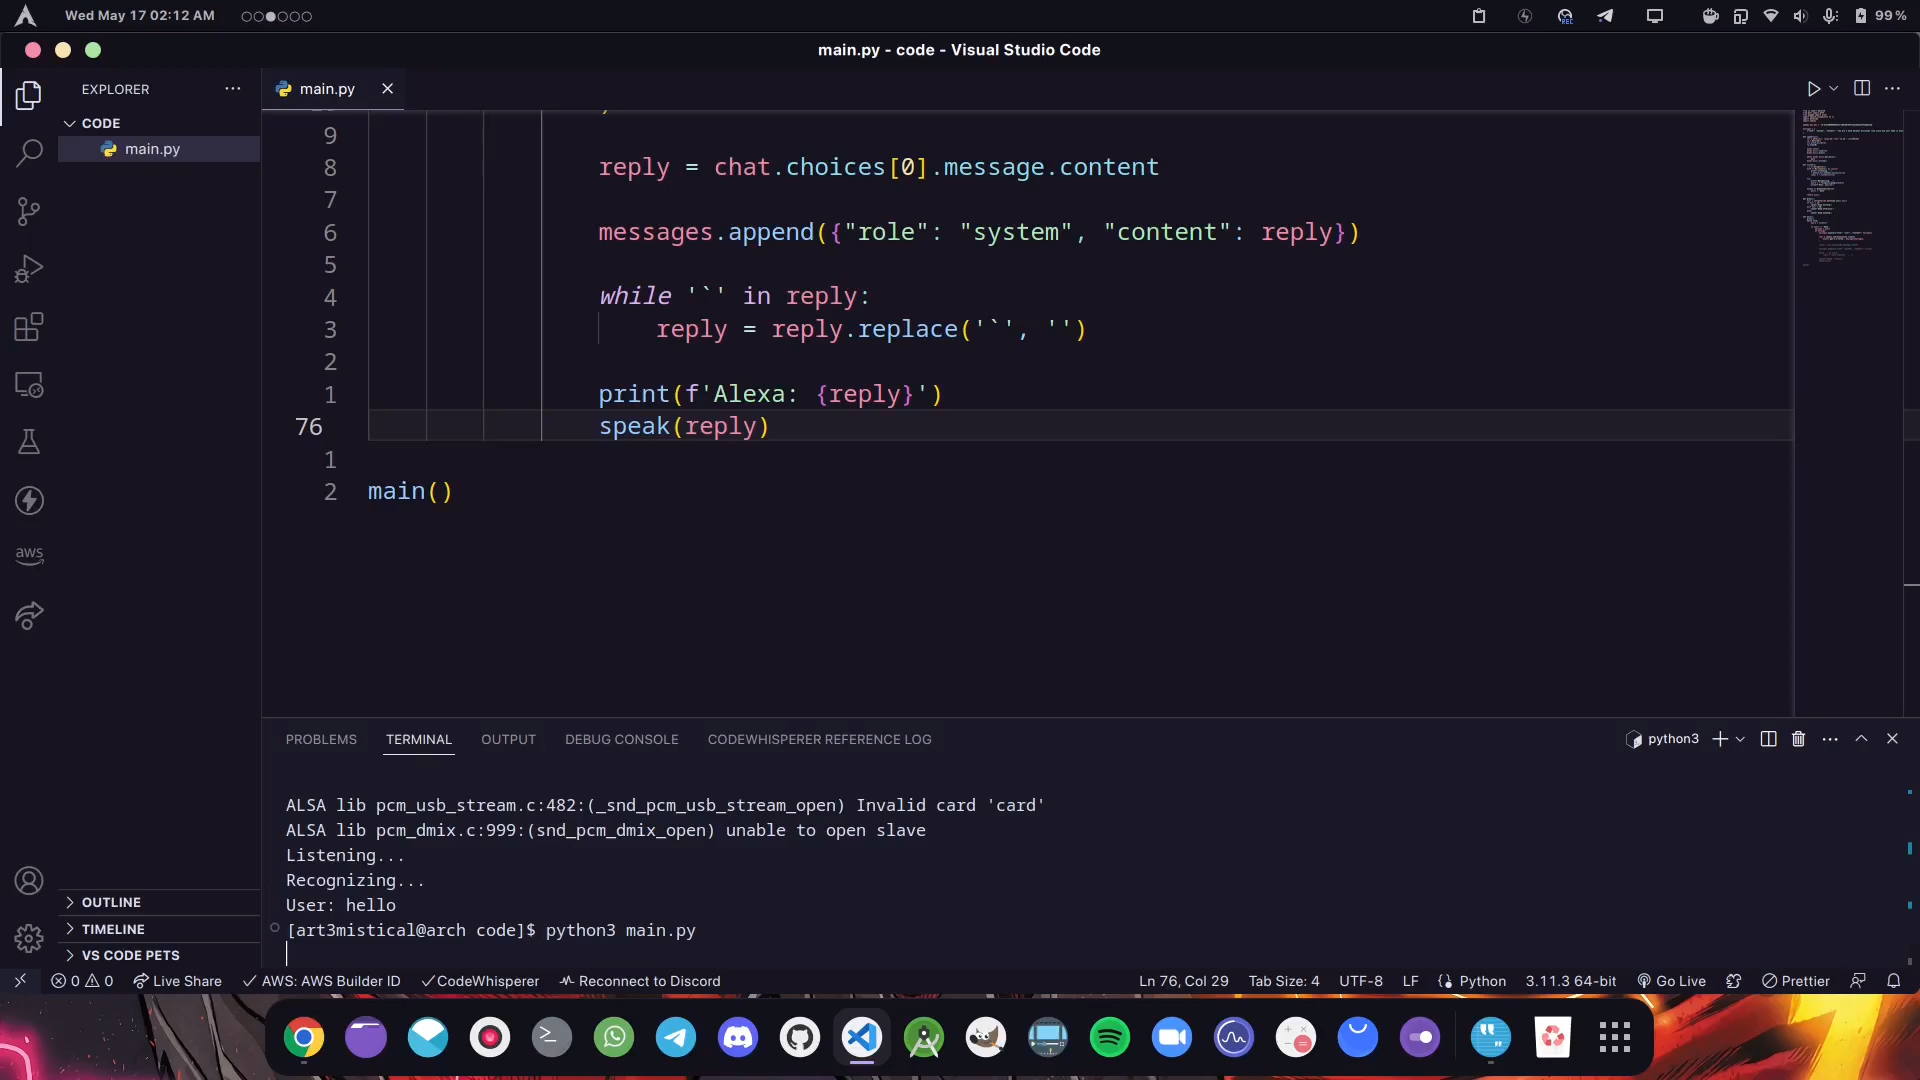 Wed May 17 02:12 AM
REC
99%
main.py - code - Visual Studio Code
EXPLORER
main.py
CODE
main.py
9
8 reply = chat.choices[0].message.content
7
6 messages.append({"role": "system", "content": reply})
5
4 while '`' in reply:
3 reply = reply.replace('`', '')
2
1 print(f'Alexa: {reply}')
76 speak(reply)
1
2 main()
aws
PROBLEMS
TERMINAL
OUTPUT
DEBUG CONSOLE
CODEWHISPERER REFERENCE LOG
python3
ALSA lib pcm_usb_stream.c:482:(_snd_pcm_usb_stream_open) Invalid card 'card'
ALSA lib pcm_dmix.c:999:(snd_pcm_dmix_open) unable to open slave
Listening...
Recognizing...
User: hello
[art3mistical@arch code]$ python3 main.py
OUTLINE
TIMELINE
VS CODE PETS
0 0 Live Share AWS: AWS Builder ID CodeWhisperer Reconnect to Discord
Ln 76, Col 29 Tab Size: 4 UTF-8 LF Python 3.11.3 64-bit Go Live Prettier